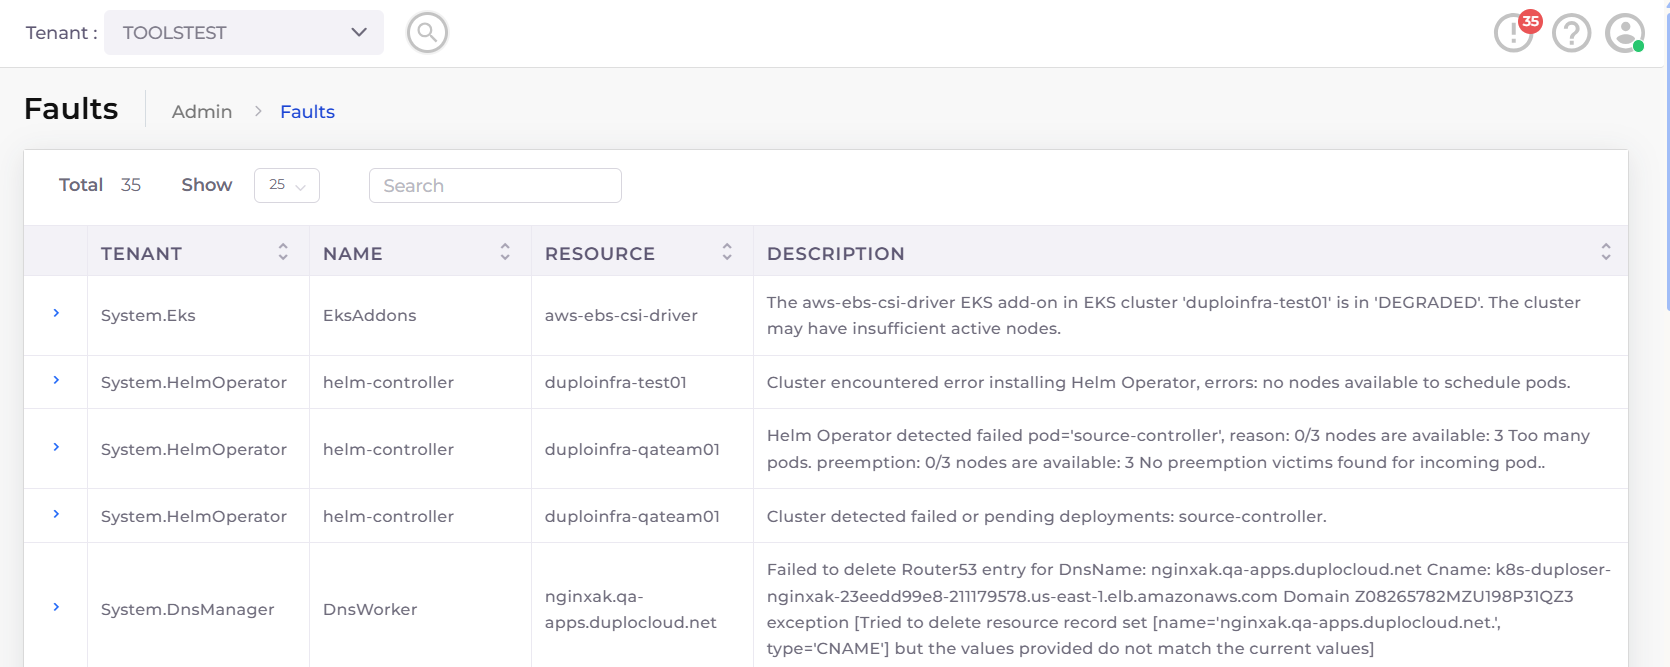 Tenant : TOOLSTEST 35
Faults Admin > Faults
Total 35 Show 25 Search
TENANT NAME RESOURCE DESCRIPTION
System.Eks EksAddons aws-ebs-csi-driver The aws-ebs-csi-driver EKS add-on in EKS cluster 'duploinfra-test01' is in 'DEGRADED'. The cluster
may have insufficient active nodes.
System.HelmOperator helm-controller duploinfra-test01 Cluster encountered error installing Helm Operator, errors: no nodes available to schedule pods.
System.HelmOperator helm-controller duploinfra-qateam01 Helm Operator detected failed pod='source-controller', reason: 0/3 nodes are available: 3 Too many
pods. preemption: 0/3 nodes are available: 3 No preemption victims found for incoming pod..
System.HelmOperator helm-controller duploinfra-qateam01 Cluster detected failed or pending deployments: source-controller.
System.DnsManager DnsWorker nginxak.qa-
apps.duplocloud.net Failed to delete Router53 entry for DnsName: nginxak.qa-apps.duplocloud.net Cname: k8s-duploser-
nginxak-23eedd99e8-211179578.us-east-1.elb.amazonaws.com Domain Z08265782MZU198P31QZ3
exception [Tried to delete resource record set [name='nginxak.qa-apps.duplocloud.net.',
type='CNAME'] but the values provided do not match the current values]